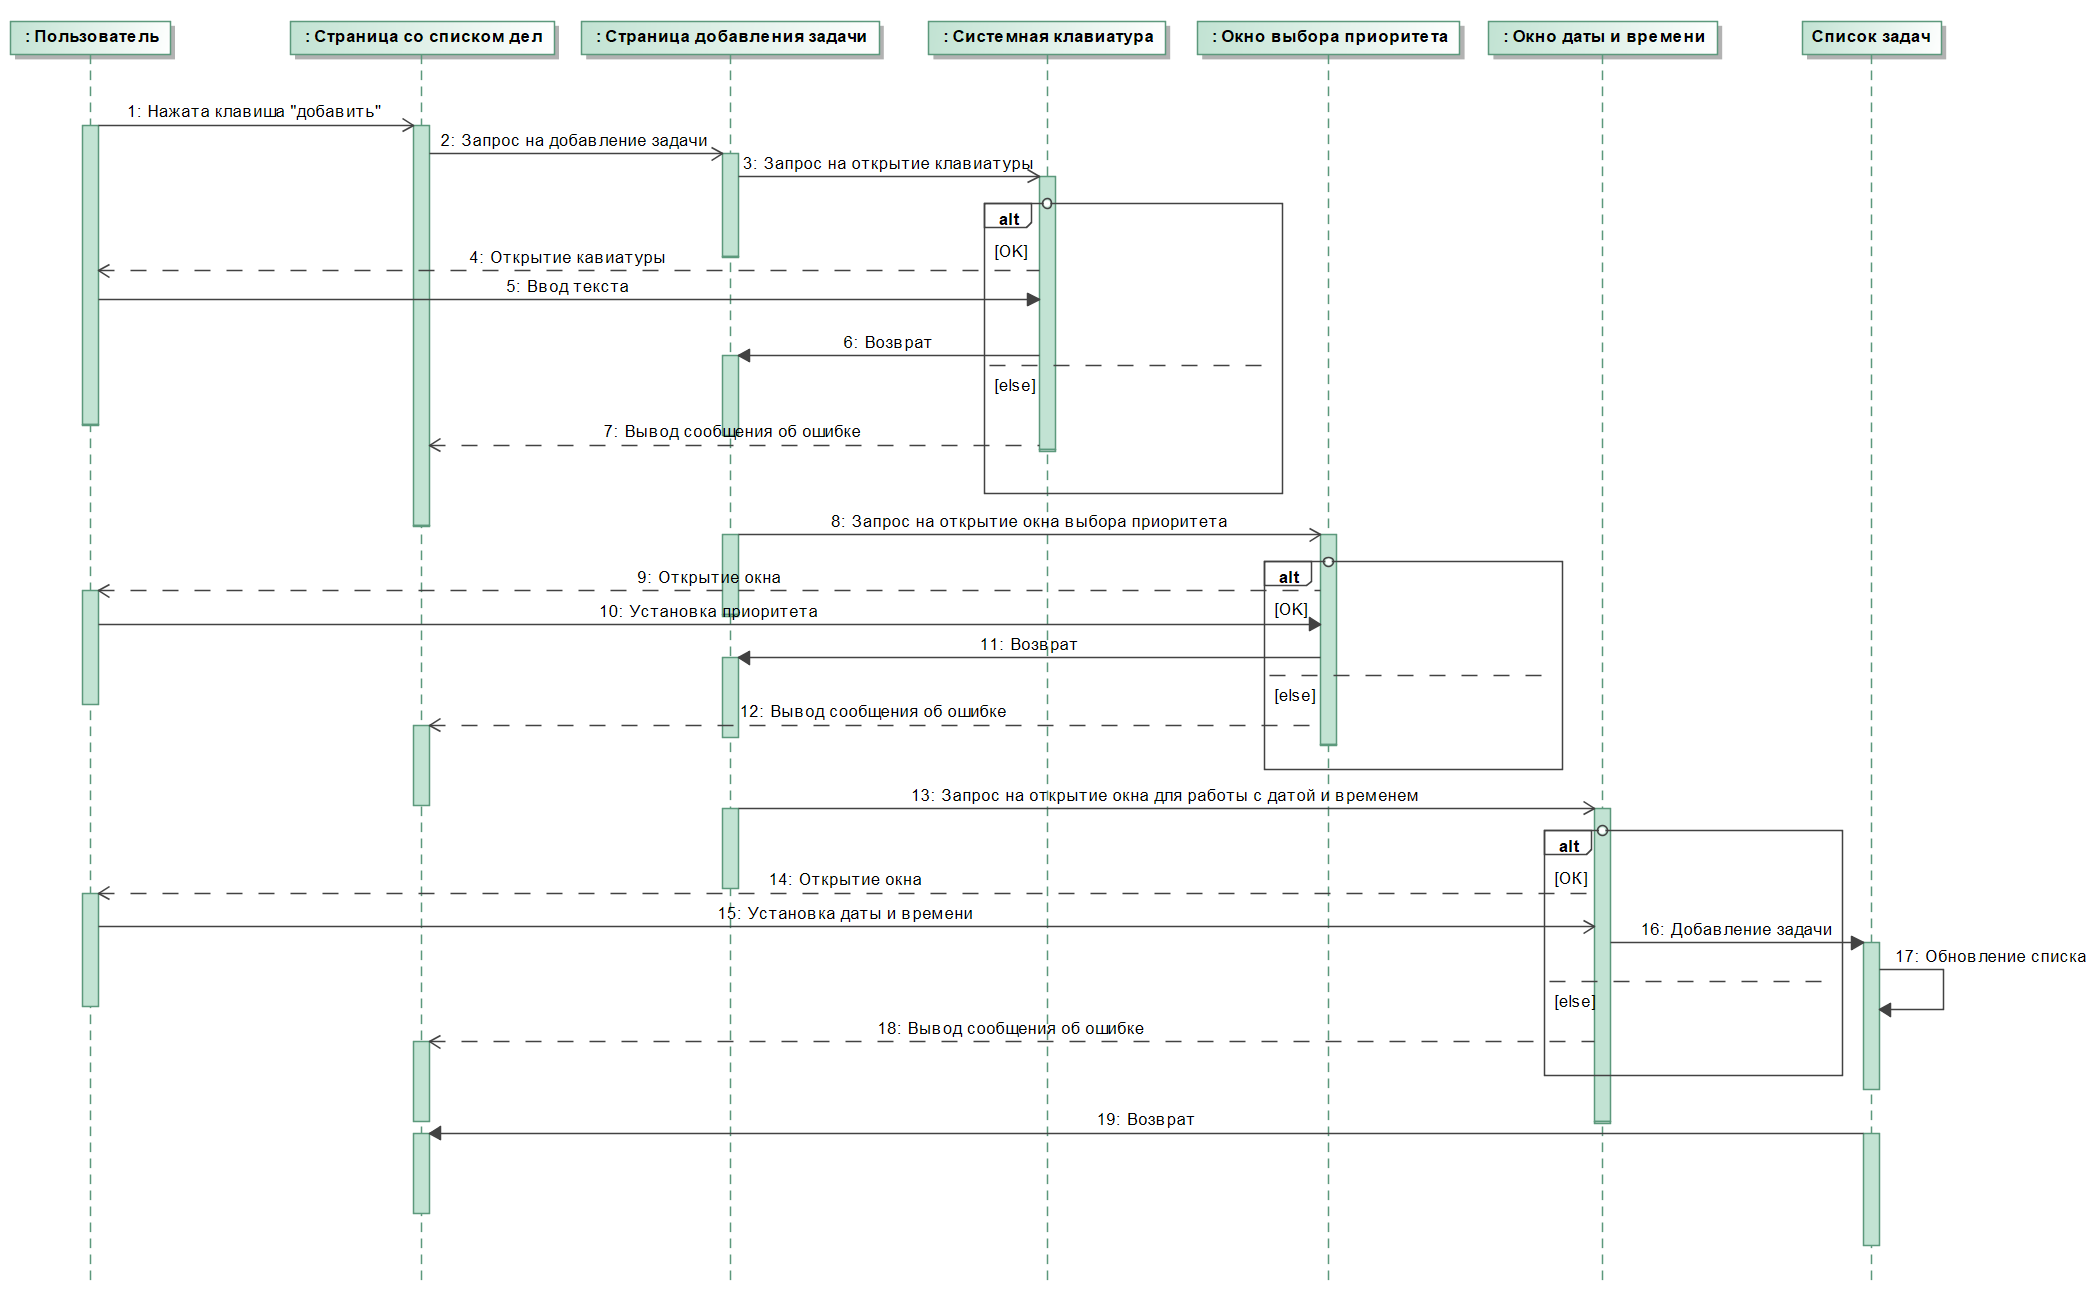 : Пользователь
: Страница со списком дел
: Страница добавления задачи
: Системная клавиатура
: Окно выбора приоритета
: Окно даты и времени
Список задач
1: Нажата клавиша "добавить"
2: Запрос на добавление задачи
3: Запрос на открытие клавиатуры
alt
[OK]
4: Открытие кавиатуры
5: Ввод текста
6: Возврат
[else]
7: Вывод сообщения об ошибке
8: Запрос на открытие окна выбора приоритета
alt
9: Открытие окна
[OK]
10: Установка приоритета
11: Возврат
[else]
12: Вывод сообщения об ошибке
13: Запрос на открытие окна для работы с датой и временем
alt
[OK]
14: Открытие окна
15: Установка даты и времени
16: Добавление задачи
17: Обновление списка
[else]
18: Вывод сообщения об ошибке
19: Возврат